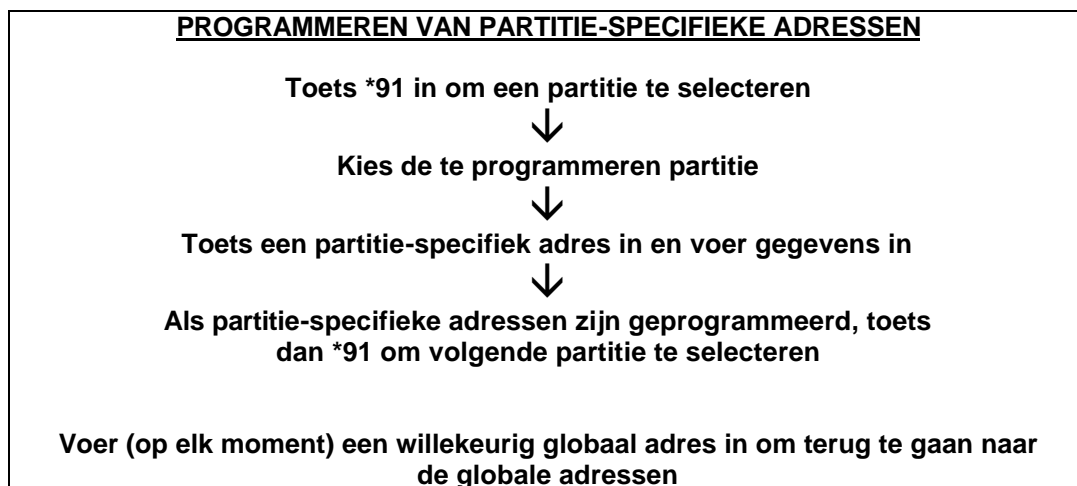 PROGRAMMEREN VAN PARTITIE-SPECIFIEKE ADRESSEN
Toets *91 in om een partitie te selecteren
Kies de te programmeren partitie
Toets een partitie-specifiek adres in en voer gegevens in
Als partitie-specifieke adressen zijn geprogrammeerd, toets
dan *91 om volgende partitie te selecteren
Voer (op elk moment) een willekeurig globaal adres in om terug te gaan naar
de globale adressen